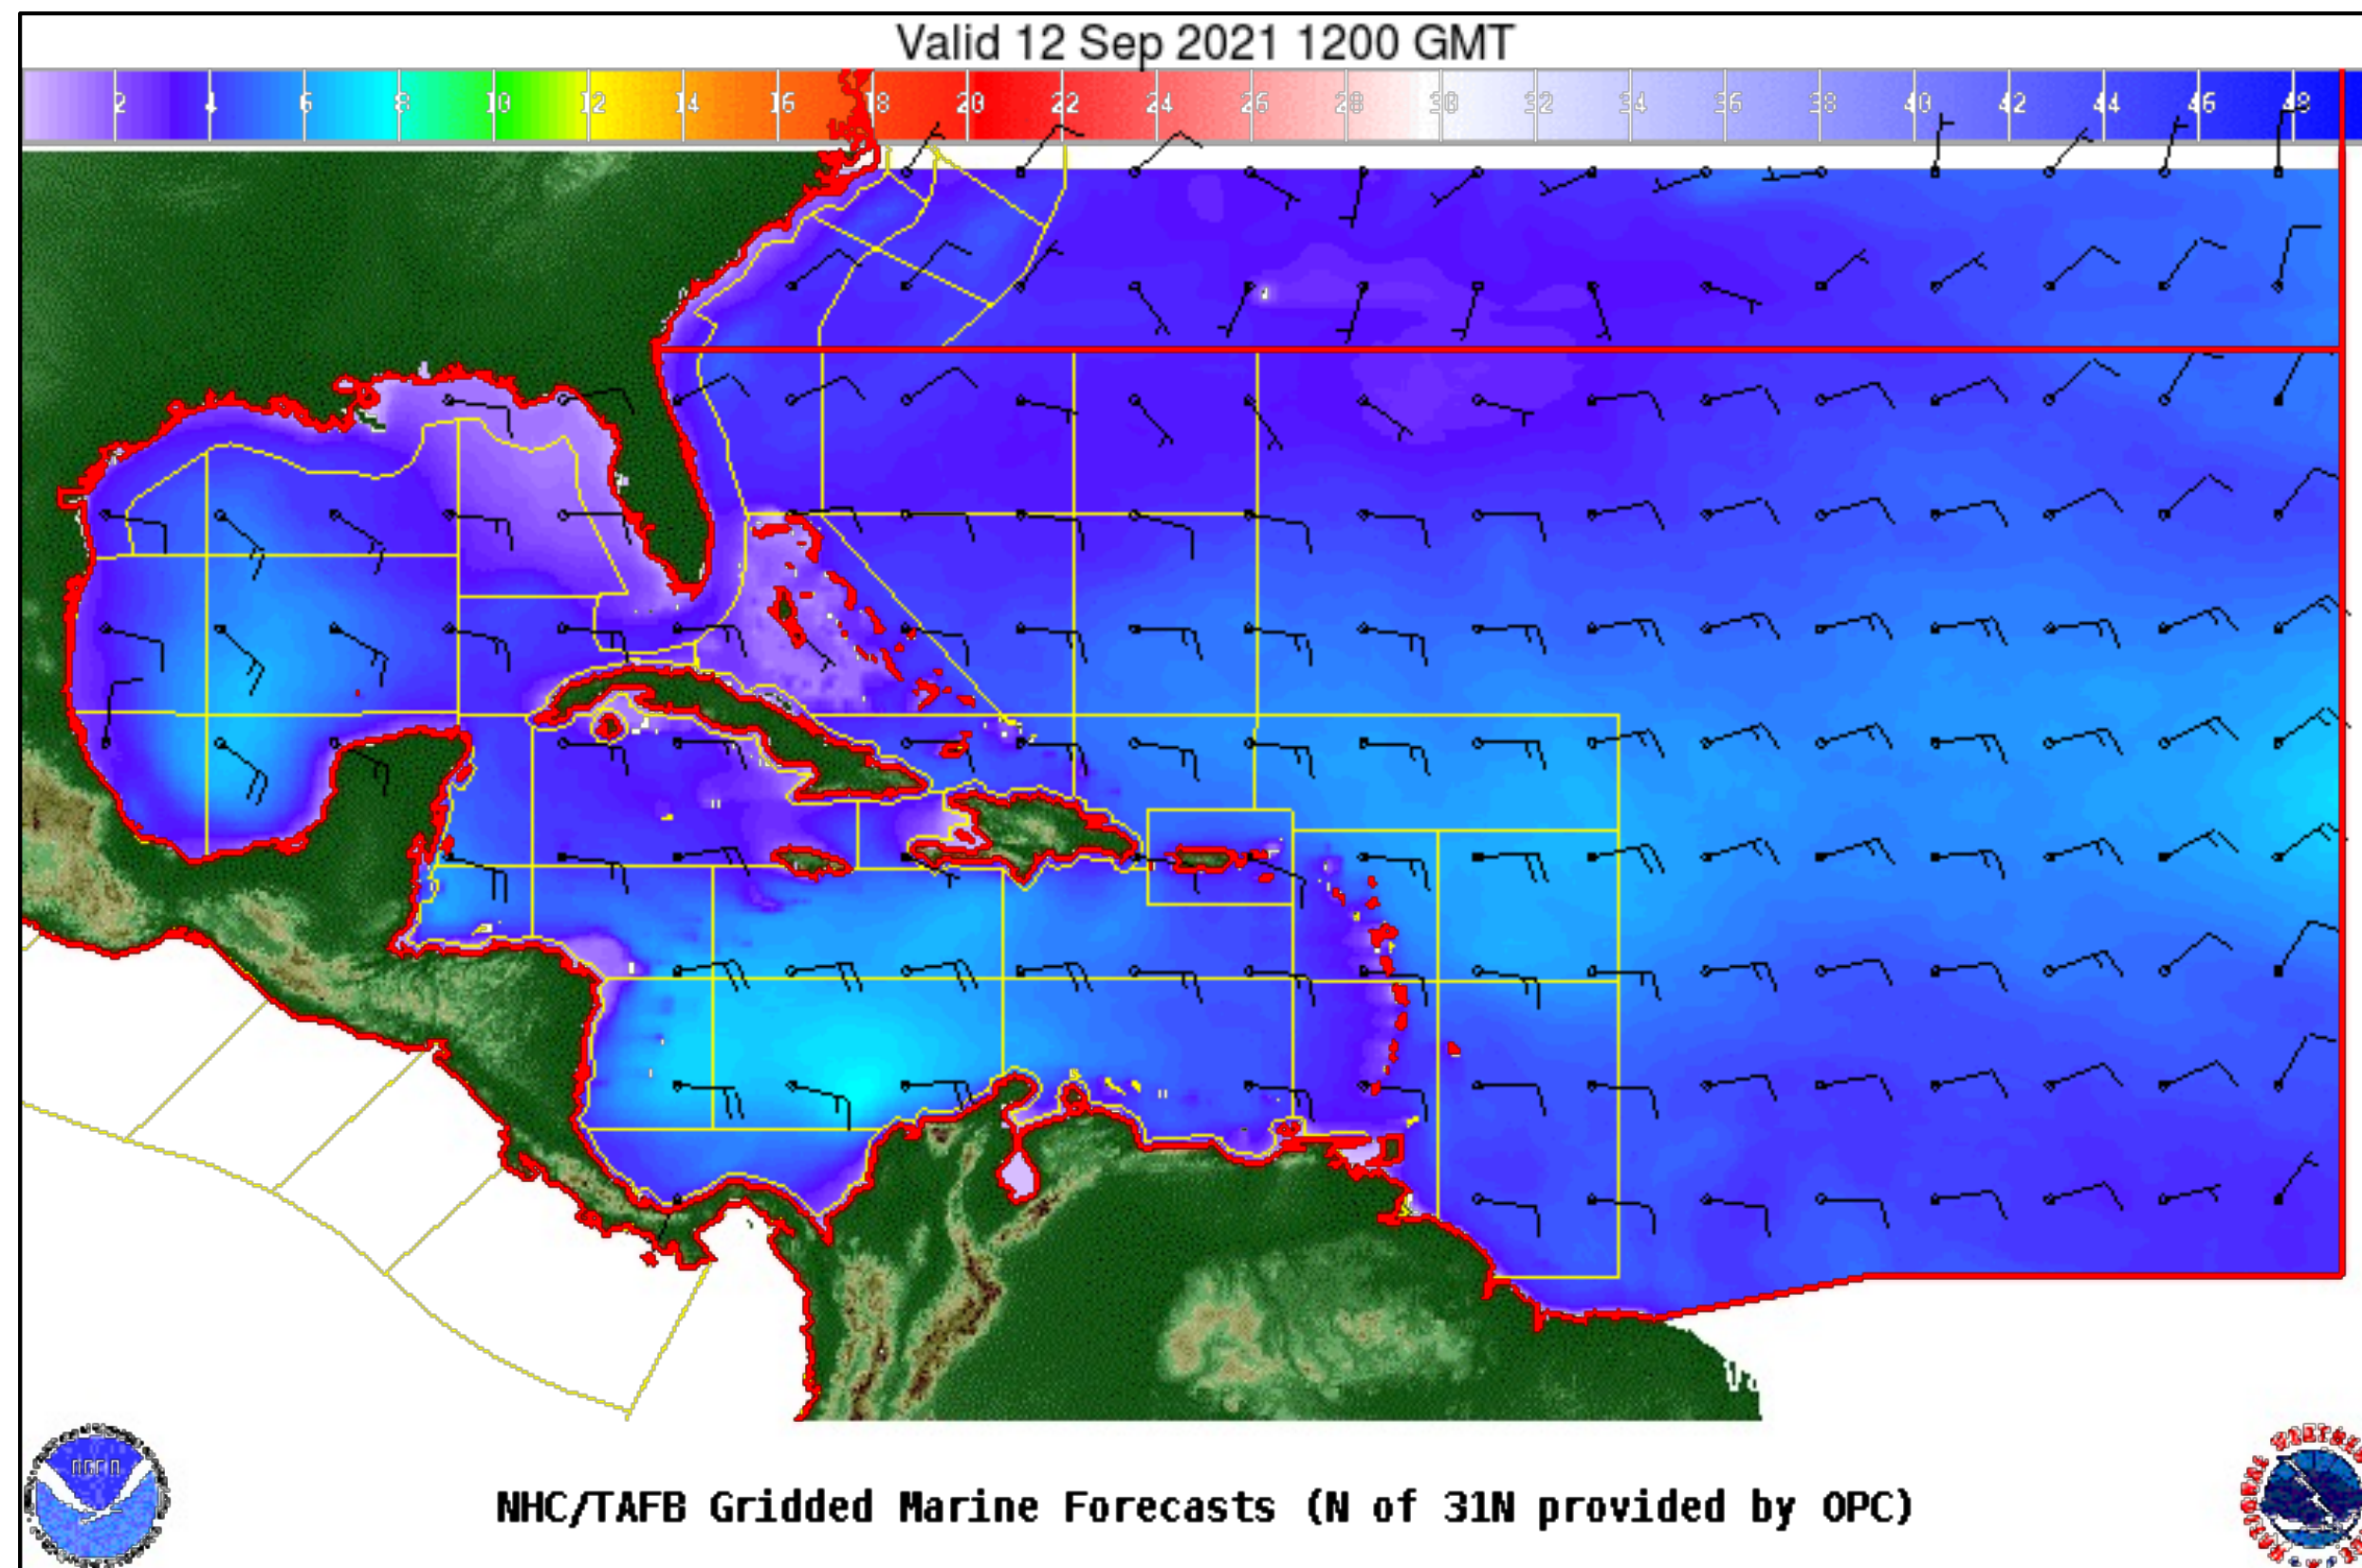 Valid 12 Sep 2021 1200 GMT
2 4 6 8 10 12 14 16 18 20 22 24 26 28 30 32 34 36 38 40 42 44 46 48
NHC/TAFB Gridded Marine Forecasts (N of 31N provided by OPC)